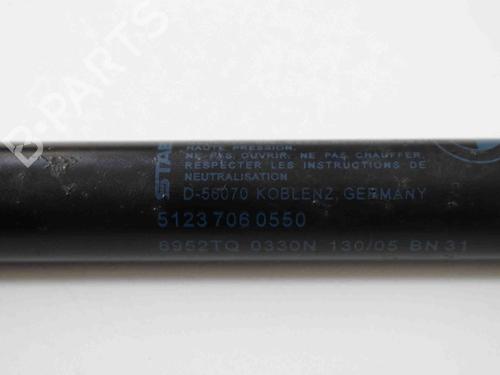 B-PARTS
STAB
HAUTE PRESSION.
NE PAS OUVRIR. NE PAS CHAUFFER.
RESPECTER LES INSTRUCTIONS DE
NEUTRALISATION
D-56070 KOBLENZ, GERMANY
5123 706 0550
8952TQ 0330N 130/05 BN 31